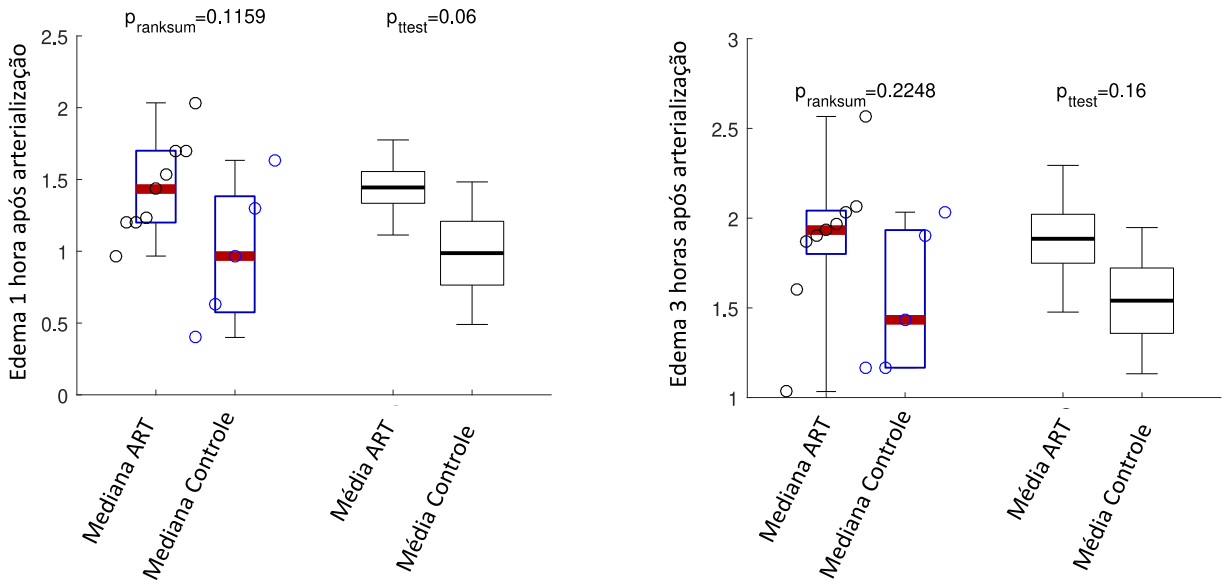 p_ranksum=0.1159
p_ttest=0.06
Edema 1 hora após arterialização
2.5
2
1.5
1
0.5
0
Mediana ART
Mediana Controle
Média ART
Média Controle
p_ranksum=0.2248
p_ttest=0.16
Edema 3 horas após arterialização
3
2.5
2
1.5
1
Mediana ART
Mediana Controle
Média ART
Média Controle